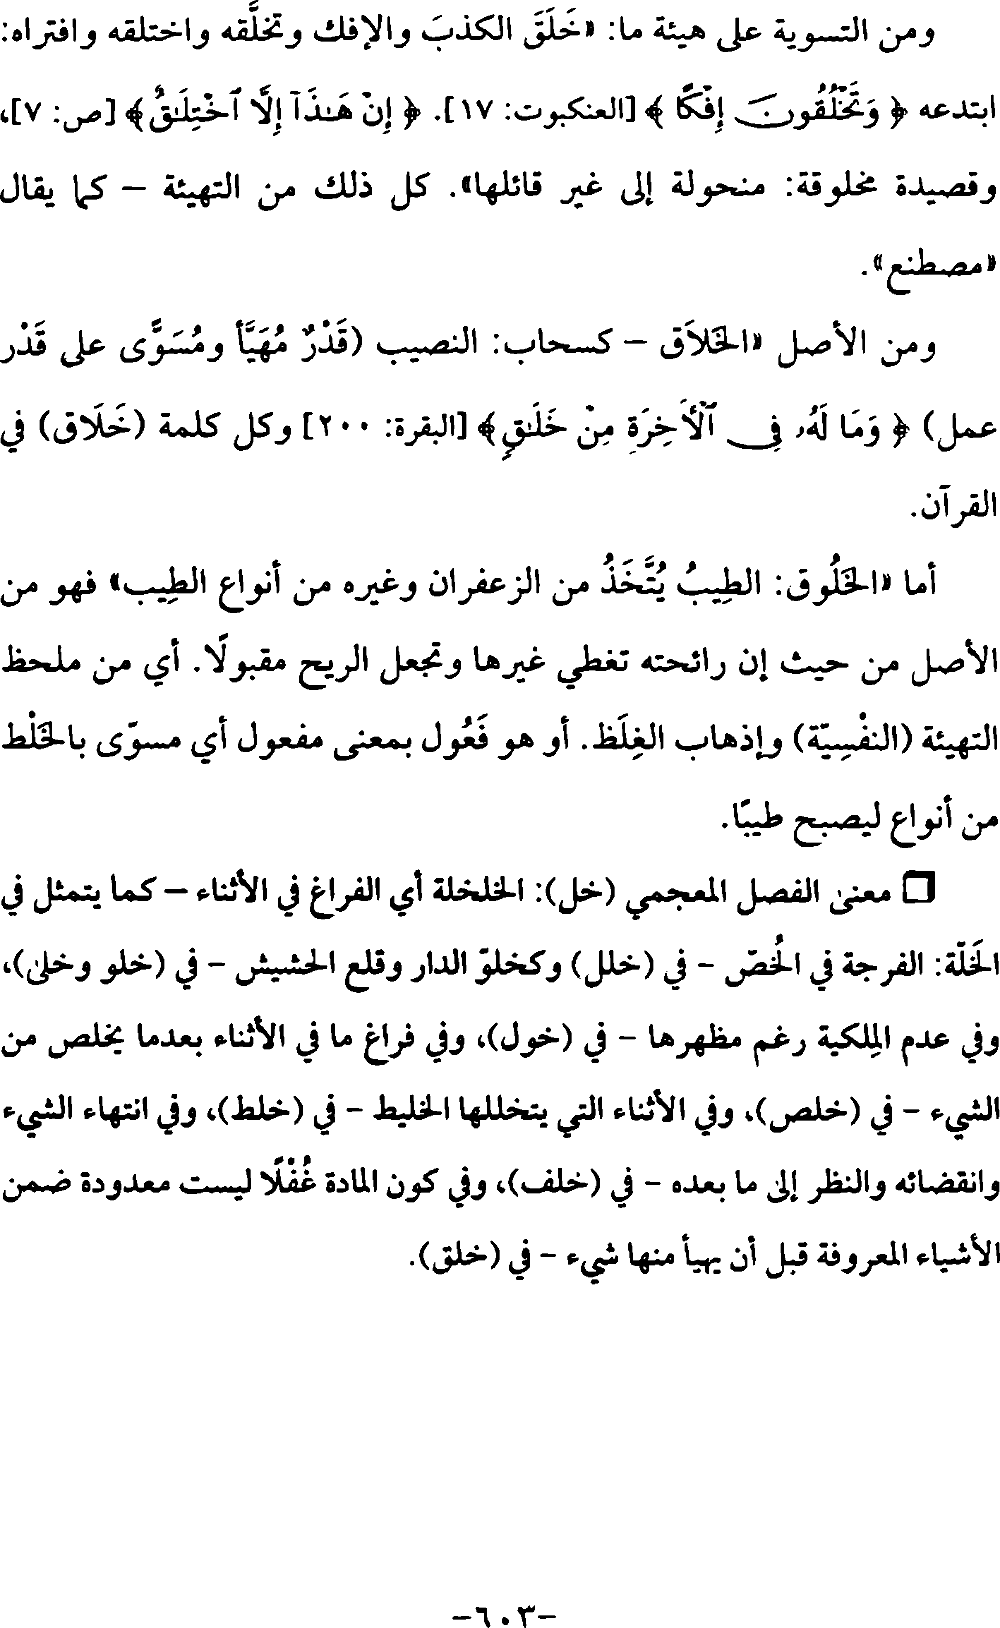 ومن التسوية على هيئة ما: «خَلَقَ الكذبَ والإفك وتخلَّقه واختلقه وافتراه:
ابتدعه ﴿ وَتَخْلُقُونَ إِفْكًا ﴾ [العنكبوت: ١٧]. ﴿ إِنْ هَـٰذَآ إِلَّا ٱخْتِلَـٰقٌ ﴾ [ص: ٧]،
وقصيدة مخلوقة: منحولة إلى غير قائلها». كل ذلك من التهيئة – كما يقال
«مصطنع».
ومن الأصل «الخَلاَق – كسحاب: النصيب (قَدْرٌ مُهَيَّأ ومُسَوًّى على قَدْر
عمل) ﴿ وَمَا لَهُۥ فِى ٱلْأَخِرَةِ مِنْ خَلَـٰقٍ ﴾ [البقرة: ٢٠٠] وكل كلمة (خَلَاق) في
القرآن.
أما «الخَلُوق: الطِيبُ يُتَّخَذُ من الزعفران وغيره من أنواع الطِيب» فهو من
الأصل من حيث إن رائحته تغطي غيرها وتجعل الريح مقبولًا. أي من ملحظ
التهيئة (النفْسِيّة) وإذهاب الغِلَظ. أو هو فَعُول بمعنى مفعول أي مسوّى بالخَلْط
من أنواع ليصبح طيبًا.
❒ معنى الفصل المعجمي (خل): الخلخلة أي الفراغ في الأثناء – كما يتمثل في
الخَلّة: الفرجة في الخُصّ – في (خلل) وكخلوّ الدار وقلع الحشيش – في (خلو وخلى)،
وفي عدم المِلكية رغم مظهرها – في (خول)، وفي فراغ ما في الأثناء بعدما يخلص من
الشيء – في (خلص)، وفي الأثناء التي يتخللها الخليط – في (خلط)، وفي انتهاء الشيء
وانقضائه والنظر إلى ما بعده – في (خلف)، وفي كون المادة غُفْلًا ليست معدودة ضمن
الأشياء المعروفة قبل أن يهيأ منها شيء – في (خلق).
-٦٠٣-